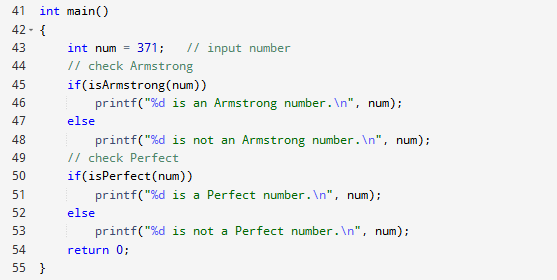 41 int main()
42 {
43     int num = 371;   // input number
44     // check Armstrong
45     if(isArmstrong(num))
46         printf("%d is an Armstrong number.\n", num);
47     else
48         printf("%d is not an Armstrong number.\n", num);
49     // check Perfect
50     if(isPerfect(num))
51         printf("%d is a Perfect number.\n", num);
52     else
53         printf("%d is not a Perfect number.\n", num);
54     return 0;
55 }